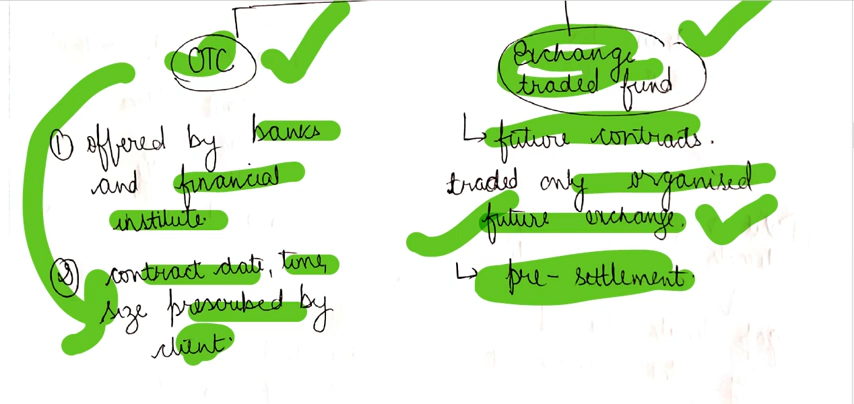 OTC
① offered by banks
and financial
institute.
② contract date, time,
size prescribed by
client.
Exchange
traded fund
↳ future contracts.
traded only organised
future exchange.
↳ pre-settlement.